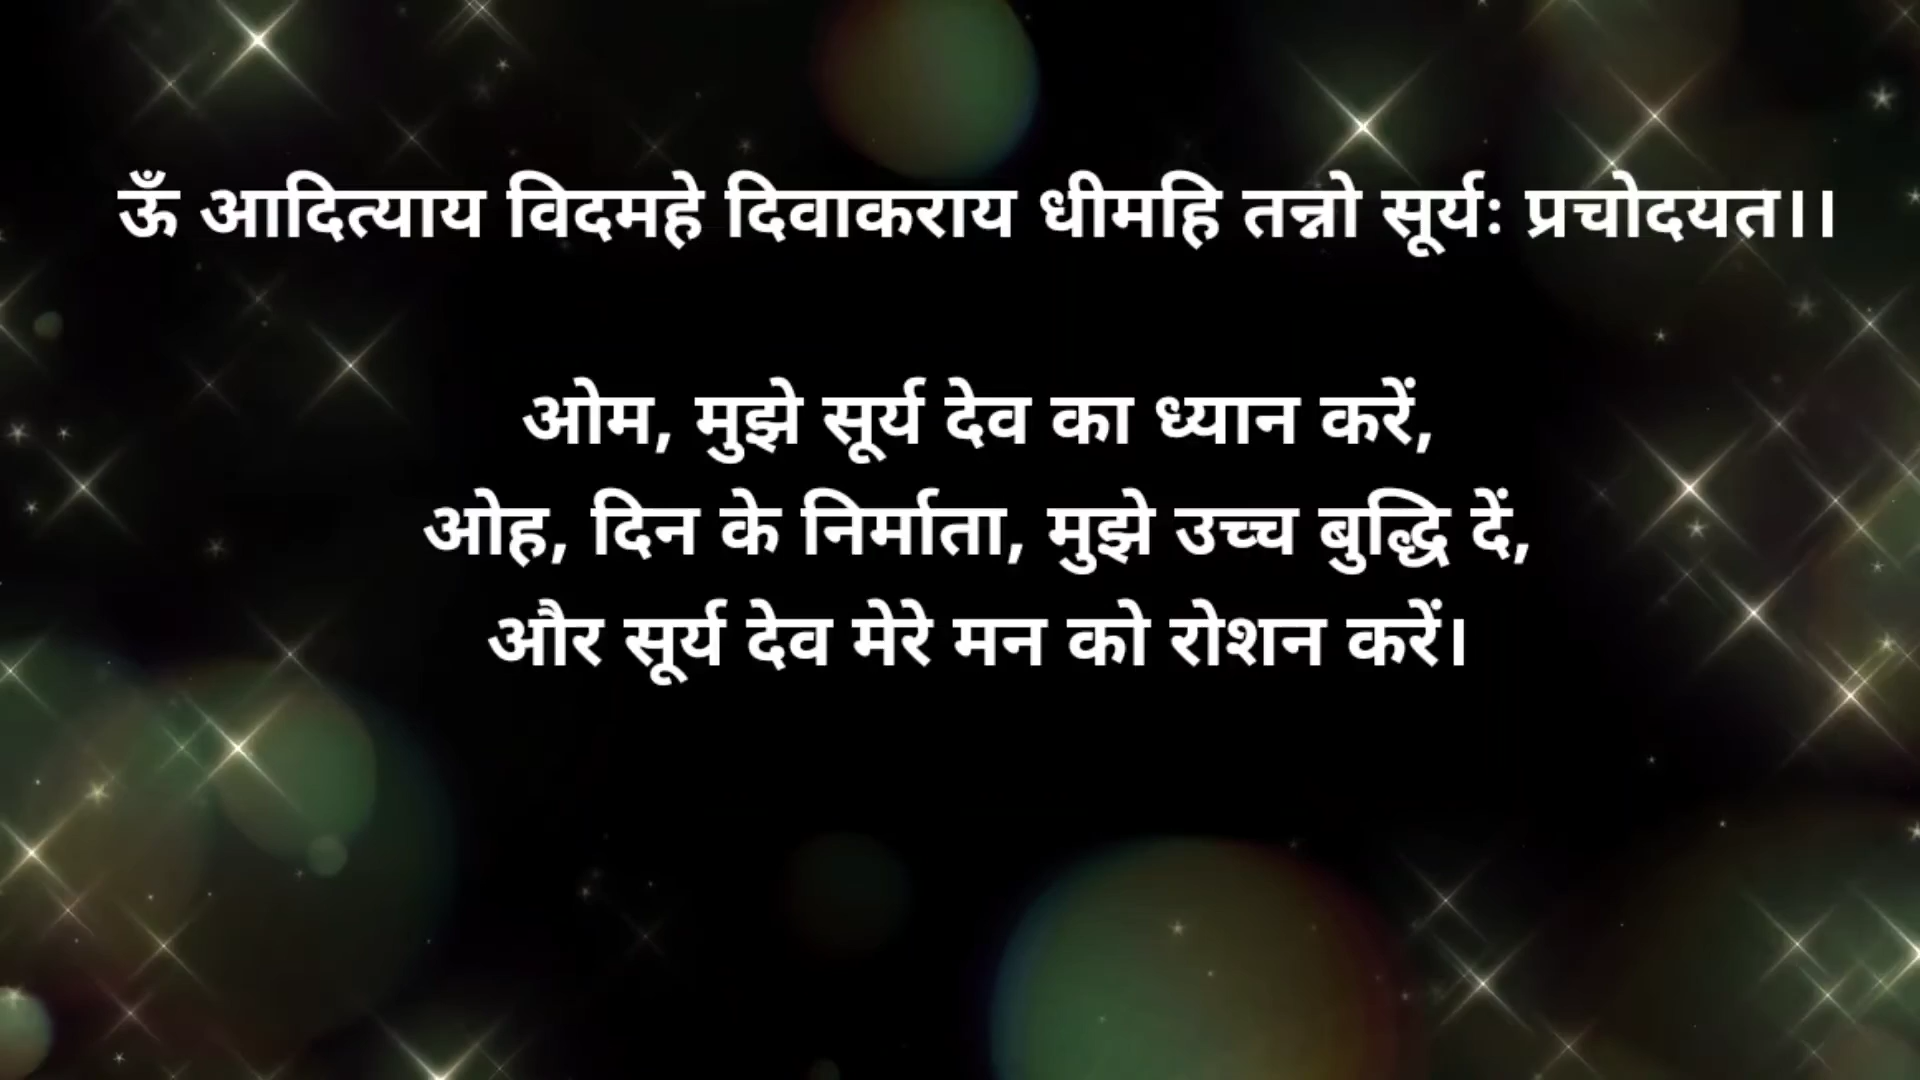 ऊँ आदित्याय विदमहे दिवाकराय धीमहि तन्नो सूर्यः प्रचोदयत।।
ओम, मुझे सूर्य देव का ध्यान करें,
ओह, दिन के निर्माता, मुझे उच्च बुद्धि दें,
और सूर्य देव मेरे मन को रोशन करें।